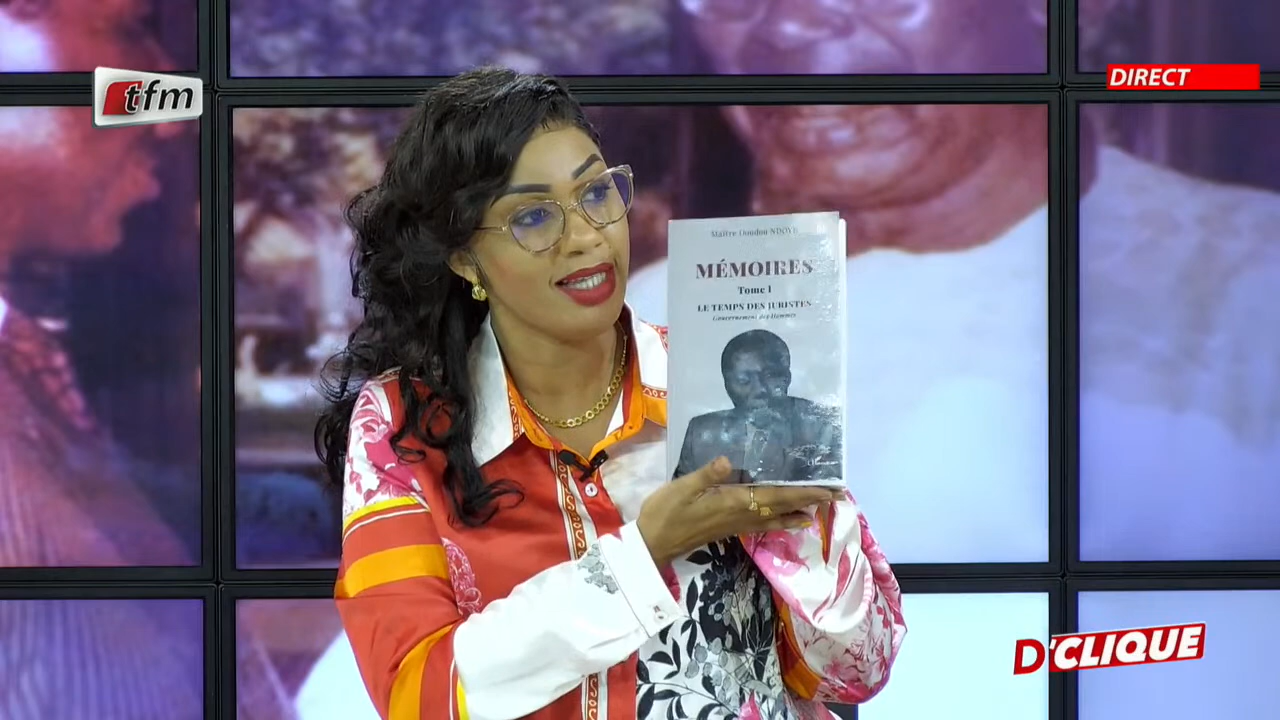 tfm
DIRECT
Maître Doudou NDOYE
MÉMOIRES
Tome 1
LE TEMPS DES JURISTES
Gouvernement des Hommes
D'CLIQUE